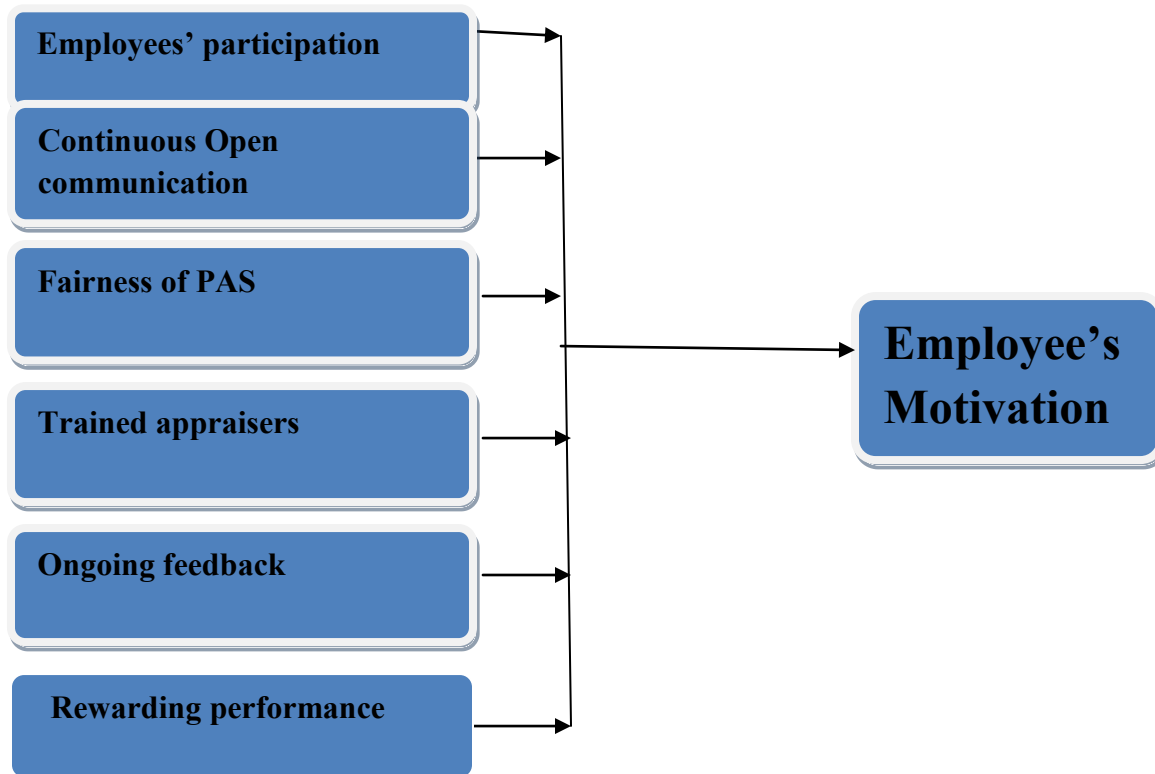 Employees’ participation
Continuous Open
communication
Fairness of PAS
Trained appraisers
Ongoing feedback
Rewarding performance
Employee’s
Motivation